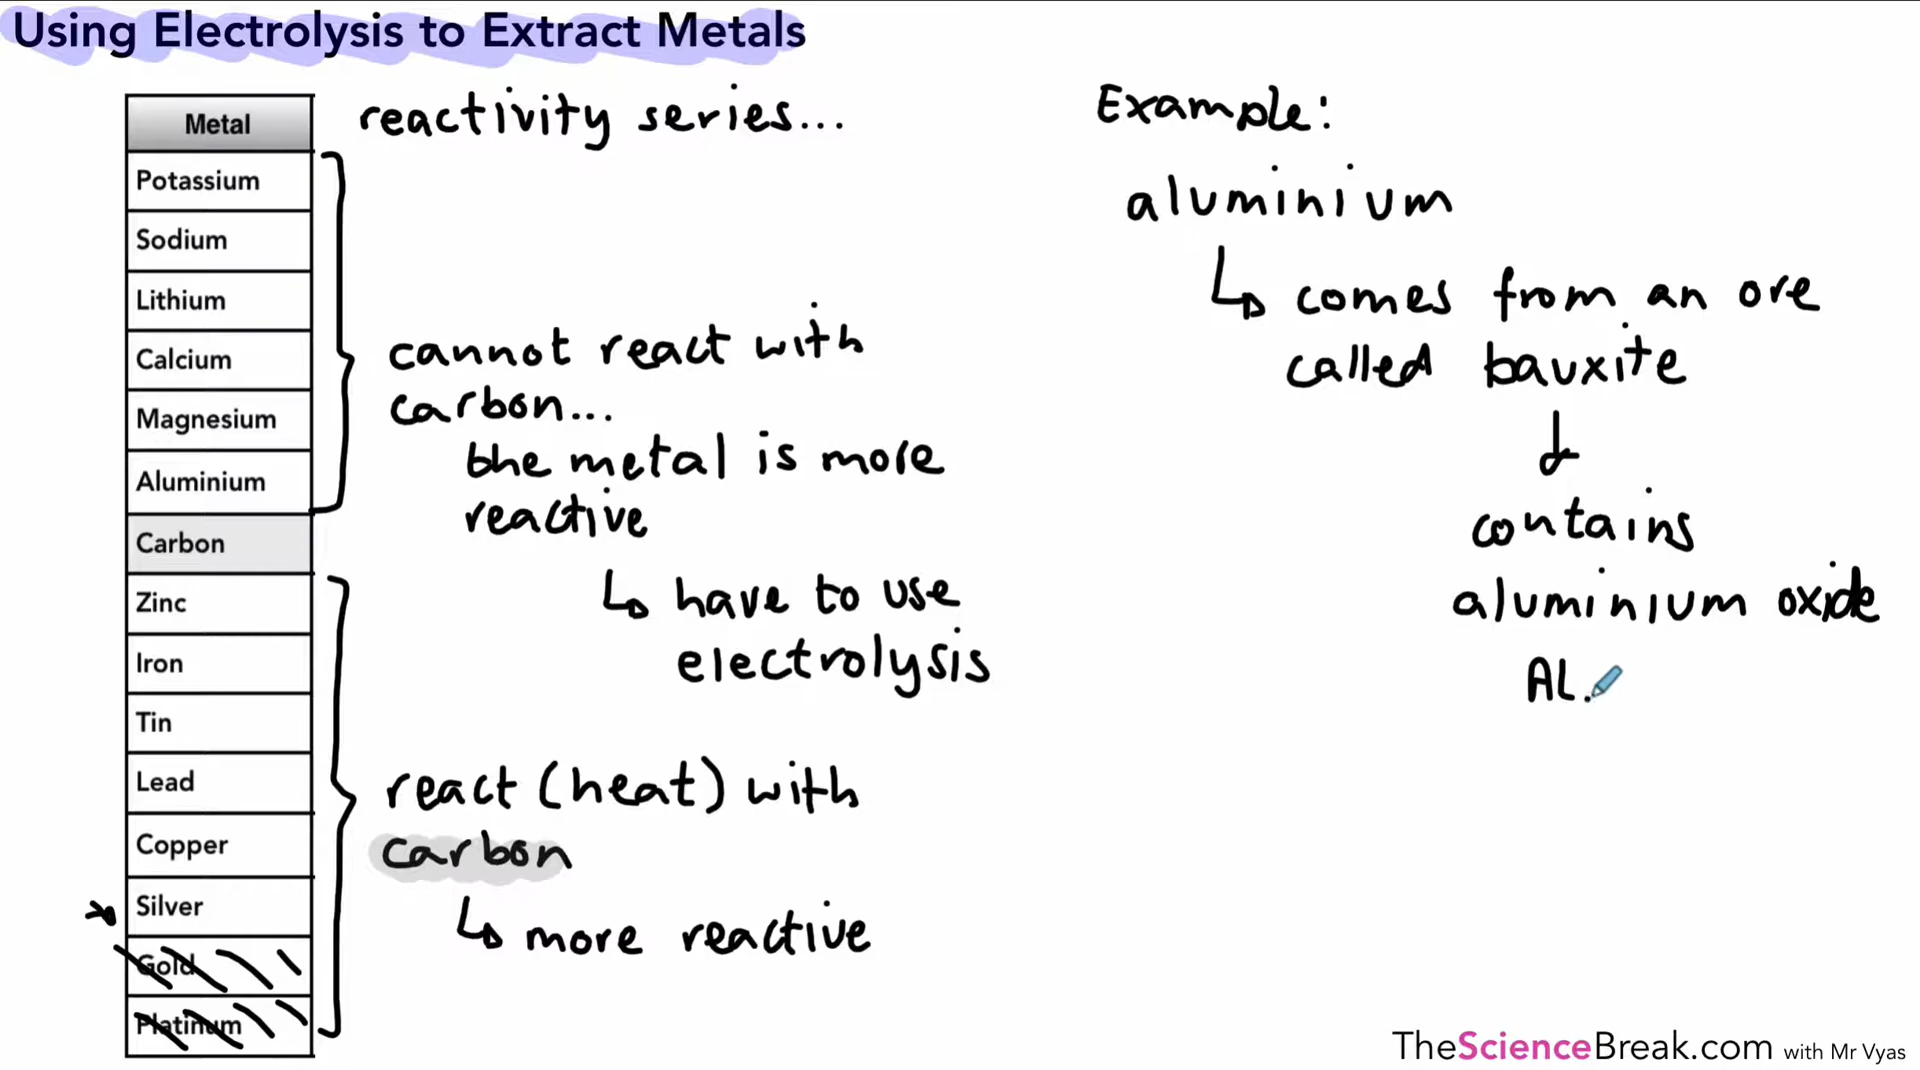 Using Electrolysis to Extract Metals
Metal
Potassium
Sodium
Lithium
Calcium
Magnesium
Aluminium
Carbon
Zinc
Iron
Tin
Lead
Copper
Silver
Gold
Platinum
reactivity series...
cannot react with
carbon...
the metal is more
reactive
have to use
electrolysis
react (heat) with
carbon
more reactive
Example:
aluminium
comes from an ore
called bauxite
contains
aluminium oxide
AL
TheScienceBreak.com with Mr Vyas